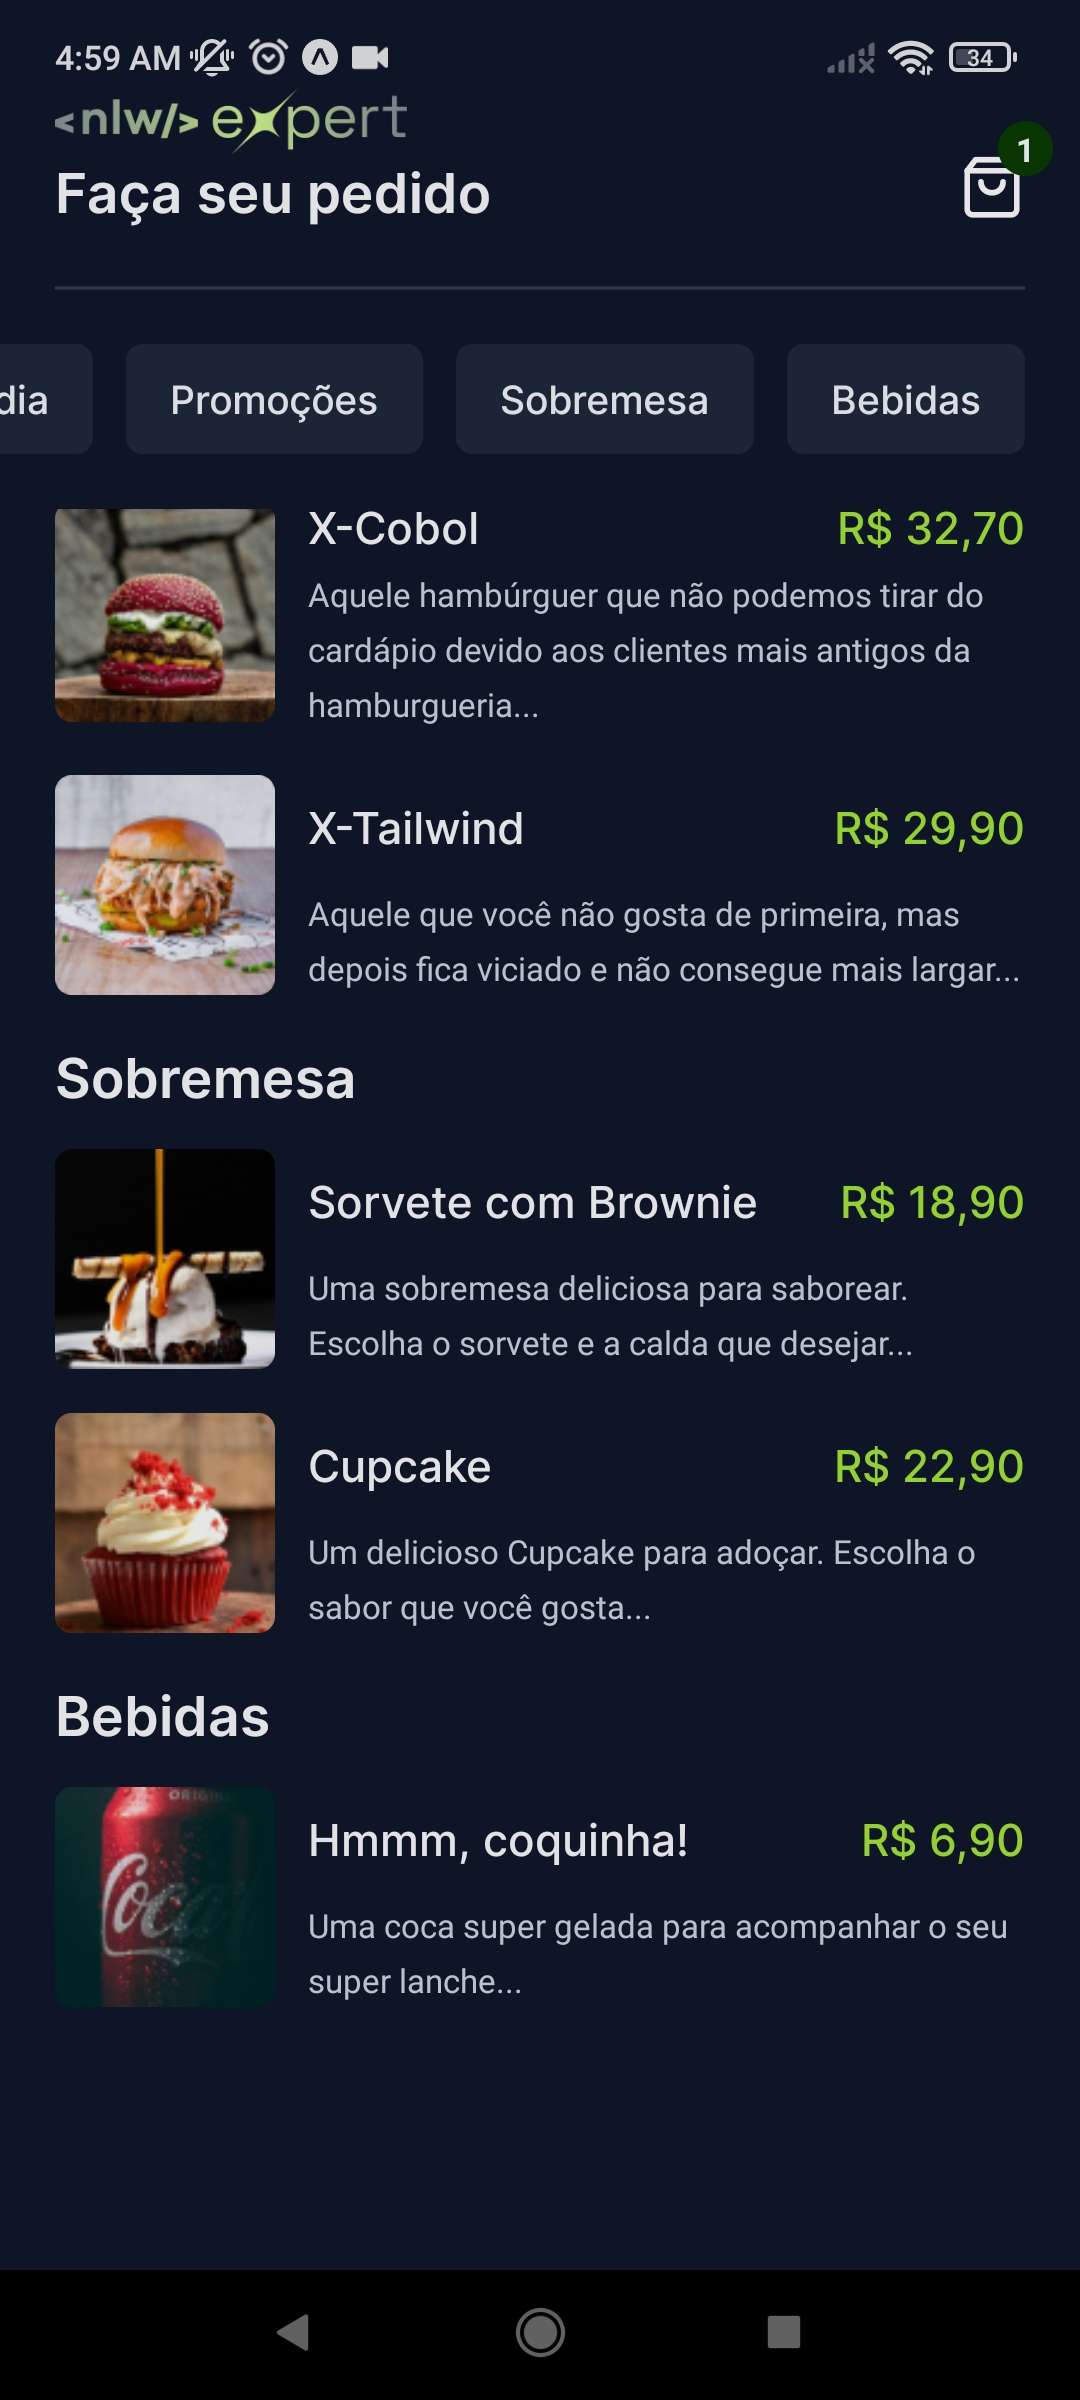 4:59 AM
34
<nlw/> expert
1
Faça seu pedido
dia
Promoções
Sobremesa
Bebidas
X-Cobol
R$ 32,70
Aquele hambúrguer que não podemos tirar do
cardápio devido aos clientes mais antigos da
hamburgueria...
X-Tailwind
R$ 29,90
Aquele que você não gosta de primeira, mas
depois fica viciado e não consegue mais largar...
Sobremesa
Sorvete com Brownie
R$ 18,90
Uma sobremesa deliciosa para saborear.
Escolha o sorvete e a calda que desejar...
Cupcake
R$ 22,90
Um delicioso Cupcake para adoçar. Escolha o
sabor que você gosta...
Bebidas
Hmmm, coquinha!
R$ 6,90
Uma coca super gelada para acompanhar o seu
super lanche...
Coca